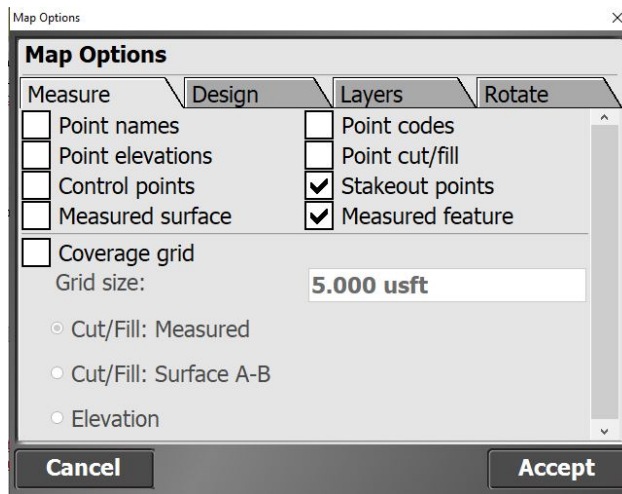 Map Options
Map Options
Measure Design Layers Rotate
Point names Point codes
Point elevations Point cut/fill
Control points Stakeout points
Measured surface Measured feature
Coverage grid
Grid size: 5.000 usft
Cut/Fill: Measured
Cut/Fill: Surface A-B
Elevation
Cancel Accept